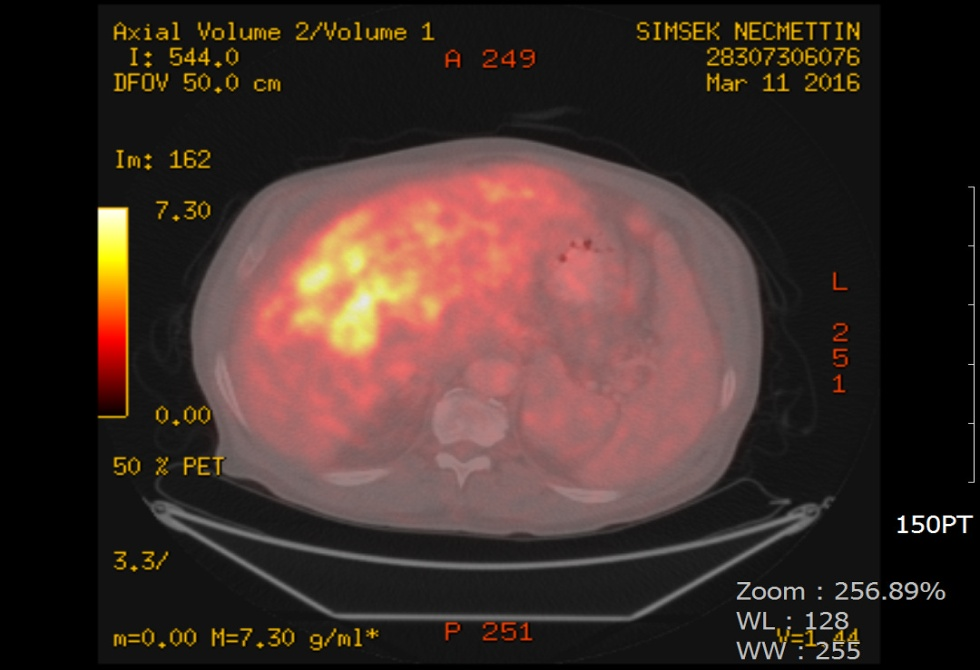 Axial Volume 2/Volume 1
I: 544.0
DFOV 50.0 cm
A 249
SIMSEK NECMETTIN
28307306076
Mar 11 2016
Im: 162
7.30
0.00
50 % PET
3.3/
m=0.00 M=7.30 g/ml*
P 251
L
2
5
1
150PT
Zoom : 256.89%
WL : 128
WW : 255